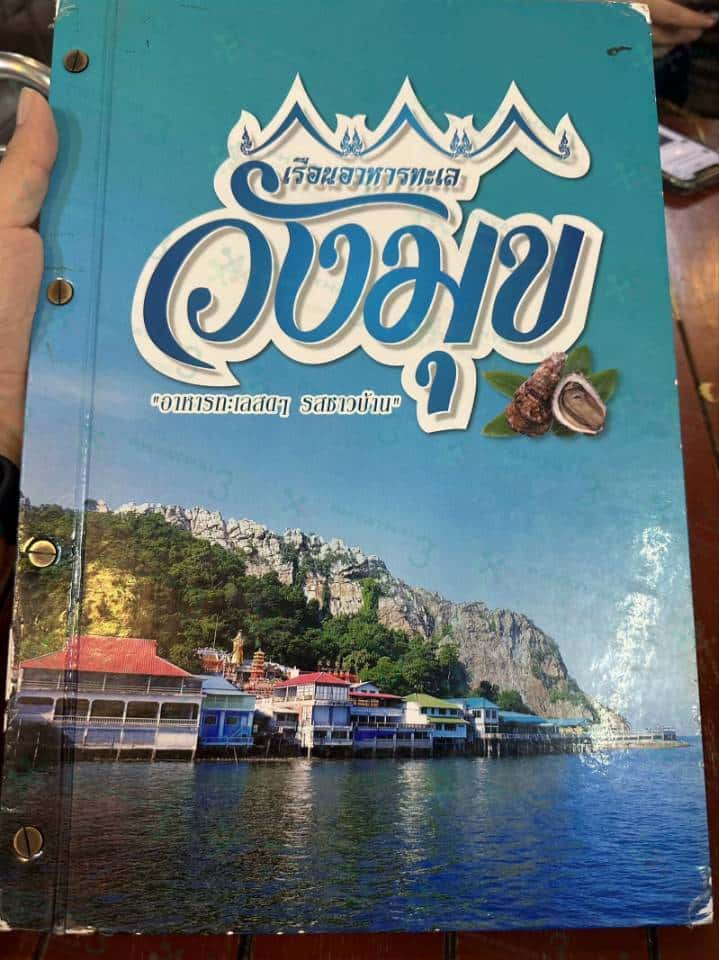 เรือนอาหารทะเล
วังมุข
"อาหารทะเลสดๆ รสชาวบ้าน"